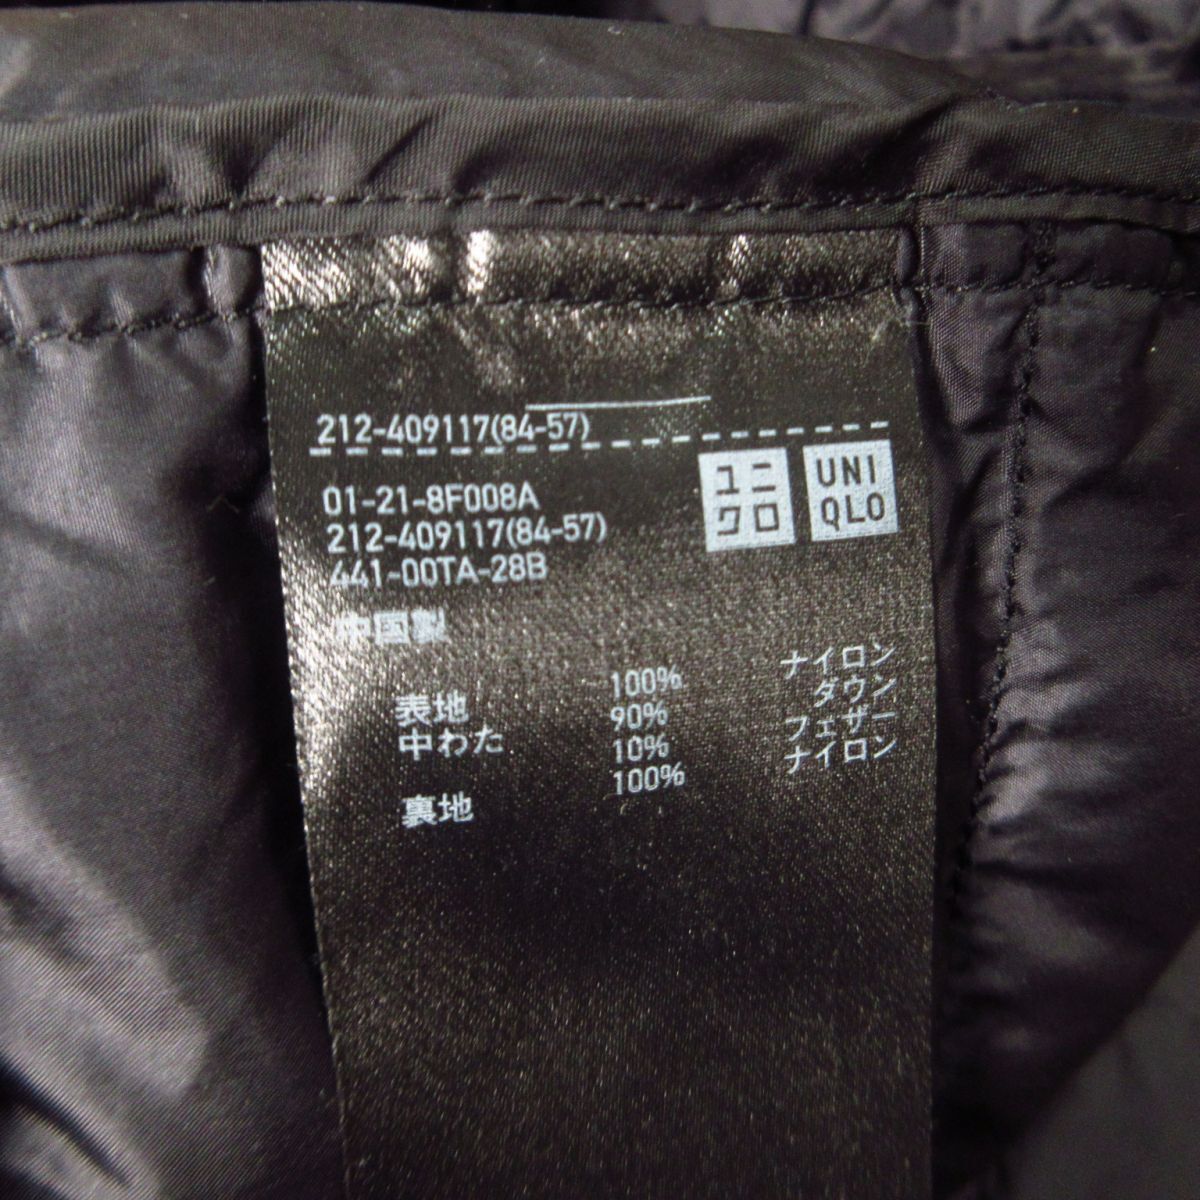 212-409117(84-57)
ユニ
クロ
UNI
QLO
01-21-8F008A
212-409117(84-57)
441-00TA-28B
中国製
表地 100% ナイロン
中わた 90% ダウン
10% フェザー
裏地 100% ナイロン